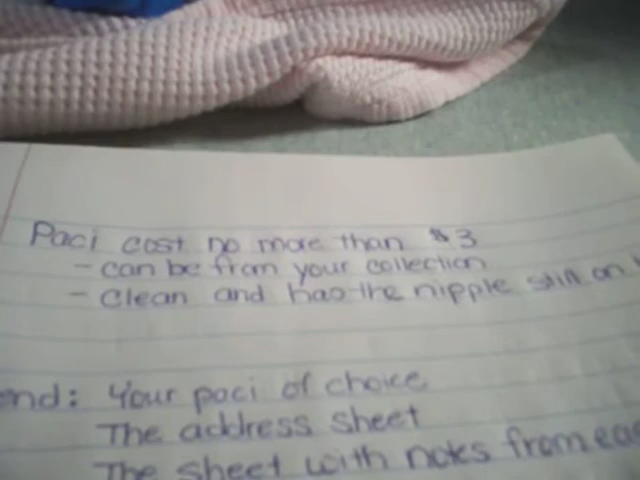 Paci cost no more than $3
- can be from your collection
- Clean and has the nipple still on
end: Your paci of choice
The address sheet
The sheet with notes from